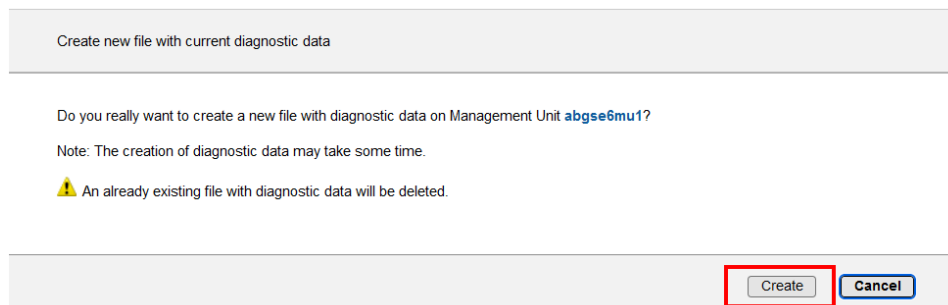 Create new file with current diagnostic data
Do you really want to create a new file with diagnostic data on Management Unit abgse6mu1?
Note: The creation of diagnostic data may take some time.
An already existing file with diagnostic data will be deleted.
Create Cancel